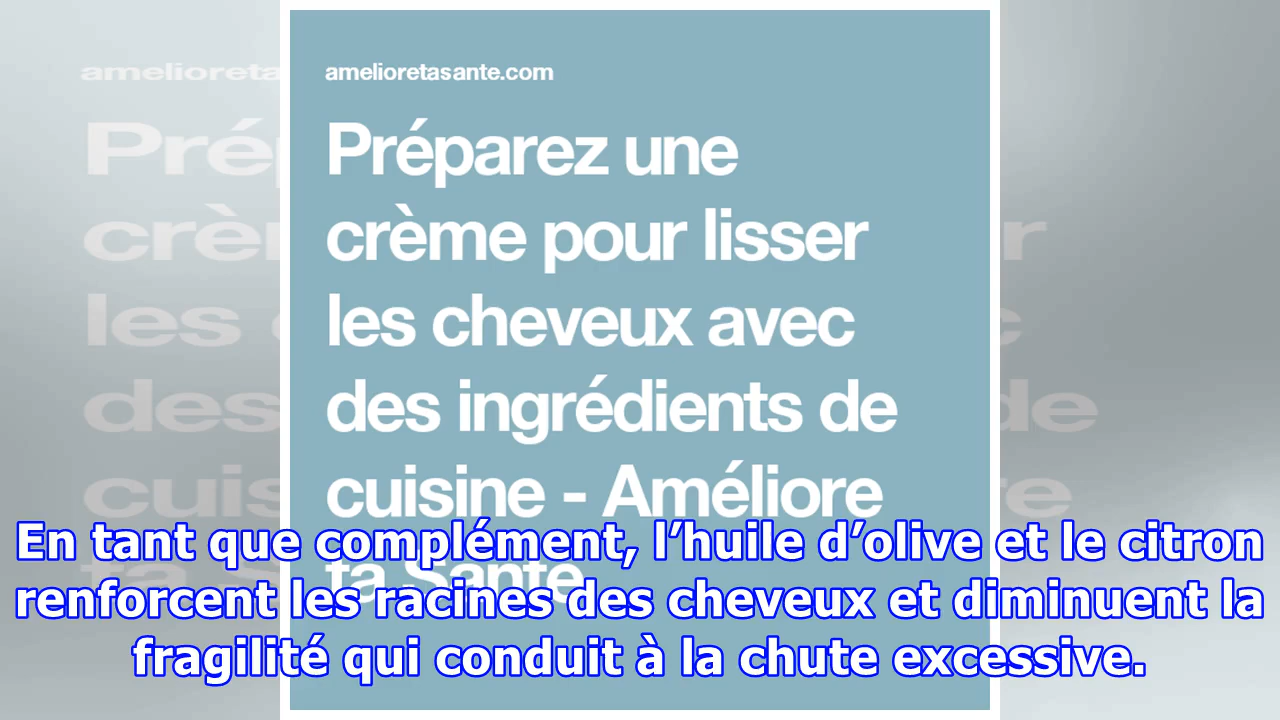 amelioretasante.com
Préparez une
crème pour lisser
les cheveux avec
des ingrédients de
cuisine - Améliore
ta Santé
En tant que complément, l’huile d’olive et le citron
renforcent les racines des cheveux et diminuent la
fragilité qui conduit à la chute excessive.